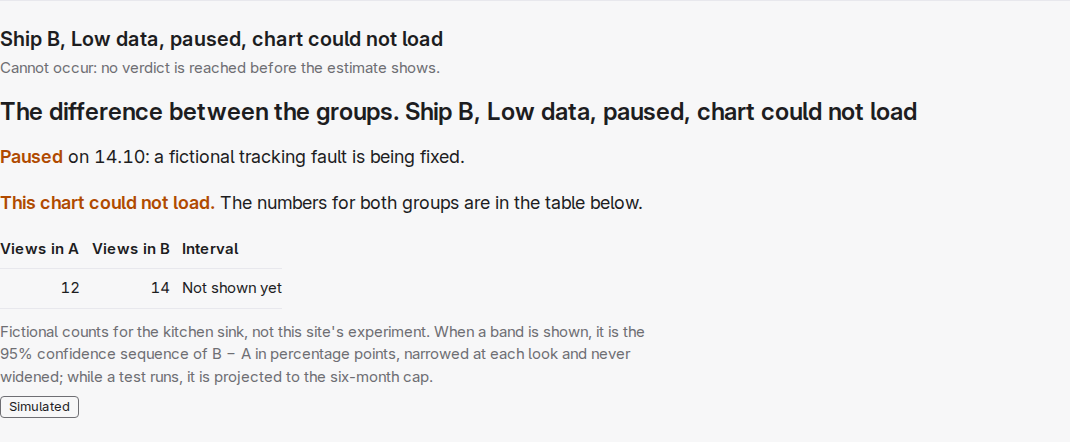 Ship B, Low data, paused, chart could not load
Cannot occur: no verdict is reached before the estimate shows.
The difference between the groups. Ship B, Low data, paused, chart could not load
Paused on 14.10: a fictional tracking fault is being fixed.
This chart could not load. The numbers for both groups are in the table below.
Views in A Views in B Interval
12 14 Not shown yet
Fictional counts for the kitchen sink, not this site's experiment. When a band is shown, it is the
95% confidence sequence of B − A in percentage points, narrowed at each look and never
widened; while a test runs, it is projected to the six-month cap.
Simulated